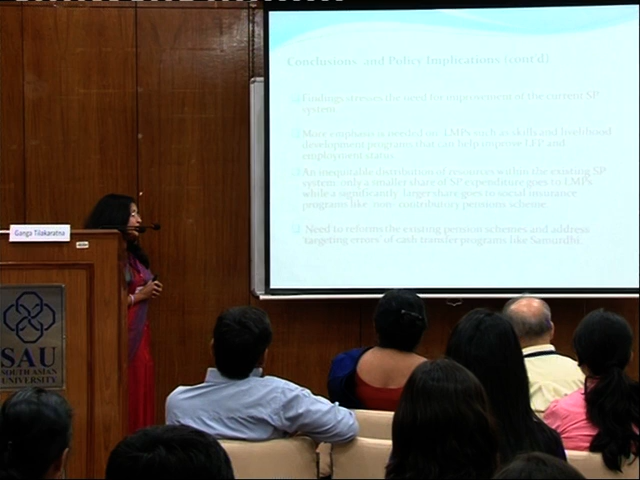 Conclusions and Policy Implications (cont'd)
Findings stresses the need for improvement of the current SP
system.
More emphasis is needed on LMPs such as skills and livelihood
development programs that can help improve LFP and
employment status.
An inequitable distribution of resources within the existing SP
system: only a smaller share of SP expenditure goes to LMPs
while a significantly larger share goes to social insurance
programs like non- contributory pensions scheme.
Need to reform the existing pension schemes and address
'targeting errors' of cash transfer programs like Samurdhi.
Ganga Tilakaratna
SAU
SOUTH ASIAN
UNIVERSITY